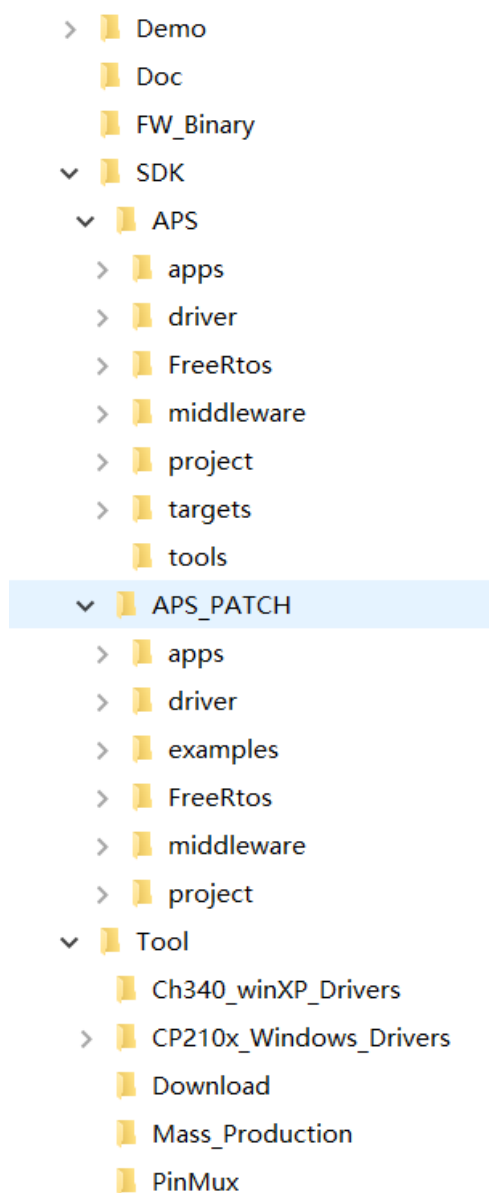 Demo
Doc
FW_Binary
SDK
APS
apps
driver
FreeRtos
middleware
project
targets
tools
APS_PATCH
apps
driver
examples
FreeRtos
middleware
project
Tool
Ch340_winXP_Drivers
CP210x_Windows_Drivers
Download
Mass_Production
PinMux